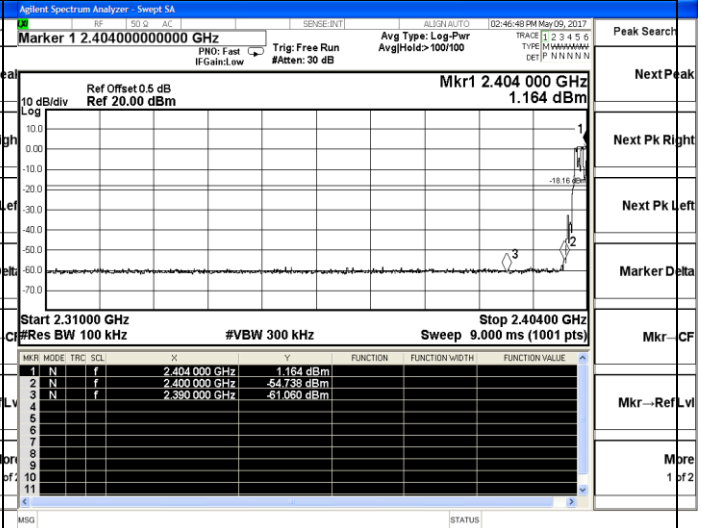 Agilent Spectrum Analyzer - Swept SA
RF 50 Ω AC SENSE:INT ALIGN AUTO 02:46:48 PM May 09, 2017
Marker 1 2.404000000000 GHz
PNO: Fast
IFGain:Low
Trig: Free Run
#Atten: 30 dB
Avg Type: Log-Pwr
Avg|Hold>100/100
TRACE 1 2 3 4 5 6
TYPE M WWWWW
DET P N N N N N
Peak Search
Ref Offset 0.5 dB
10 dB/div Ref 20.00 dBm
Log
Mkr1 2.404 000 GHz
1.164 dBm
10.0
0.00
-10.0
-20.0
-30.0
-40.0
-50.0
-60.0
-70.0
1
-18.16 dBm
2
3
Start 2.31000 GHz Stop 2.40400 GHz
#Res BW 100 kHz #VBW 300 kHz Sweep 9.000 ms (1001 pts)
MKR MODE TRC SCL X Y FUNCTION FUNCTION WIDTH FUNCTION VALUE
1 N f 2.404 000 GHz 1.164 dBm
2 N f 2.400 000 GHz -54.738 dBm
3 N f 2.390 000 GHz -61.060 dBm
4
5
6
7
8
9
10
11
MSG STATUS
Next Peak
Next Pk Right
Next Pk Left
Marker Delta
Mkr→CF
Mkr→Ref Lvl
More
1 of 2